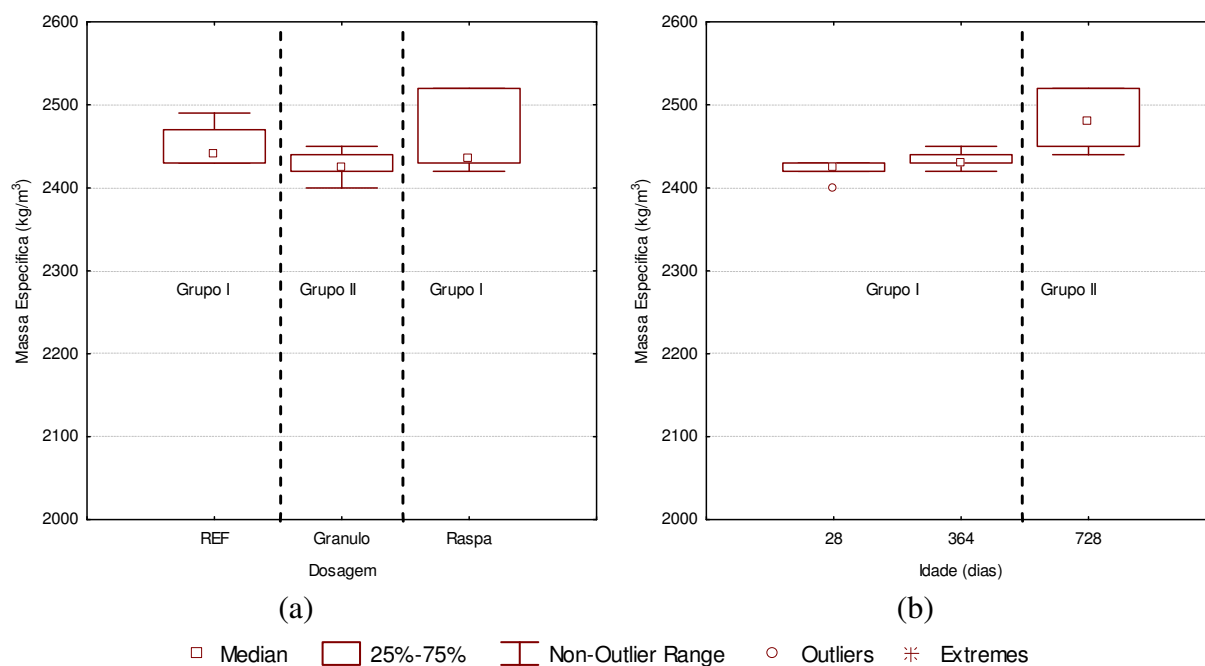 2600
2500
2400
2300
2200
2100
2000
Massa Específica (kg/m³)
Grupo I
Grupo II
Grupo I
REF
Granulo
Raspa
Dosagem
(a)
2600
2500
2400
2300
2200
2100
2000
Massa Específica (kg/m³)
Grupo I
Grupo II
28
364
728
Idade (dias)
(b)
Median 25%-75% Non-Outlier Range Outliers Extremes